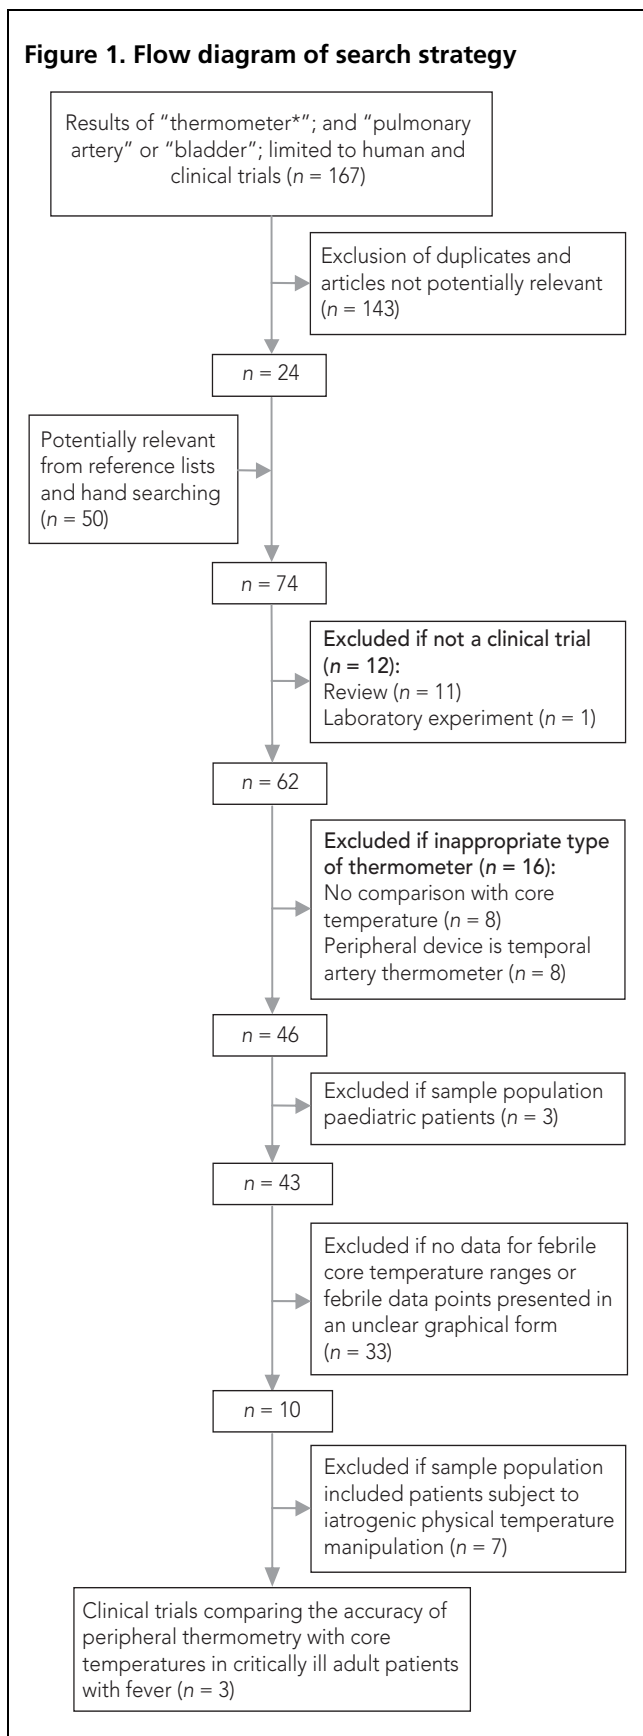 Figure 1. Flow diagram of search strategy
Results of “thermometer*”; and “pulmonary
artery” or “bladder”; limited to human and
clinical trials (n = 167)
Exclusion of duplicates and
articles not potentially relevant
(n = 143)
n = 24
Potentially relevant
from reference lists
and hand searching
(n = 50)
n = 74
Excluded if not a clinical trial
(n = 12):
Review (n = 11)
Laboratory experiment (n = 1)
n = 62
Excluded if inappropriate type
of thermometer (n = 16):
No comparison with core
temperature (n = 8)
Peripheral device is temporal
artery thermometer (n = 8)
n = 46
Excluded if sample population
paediatric patients (n = 3)
n = 43
Excluded if no data for febrile
core temperature ranges or
febrile data points presented in
an unclear graphical form
(n = 33)
n = 10
Excluded if sample population
included patients subject to
iatrogenic physical temperature
manipulation (n = 7)
Clinical trials comparing the accuracy of
peripheral thermometry with core
temperatures in critically ill adult patients
with fever (n = 3)